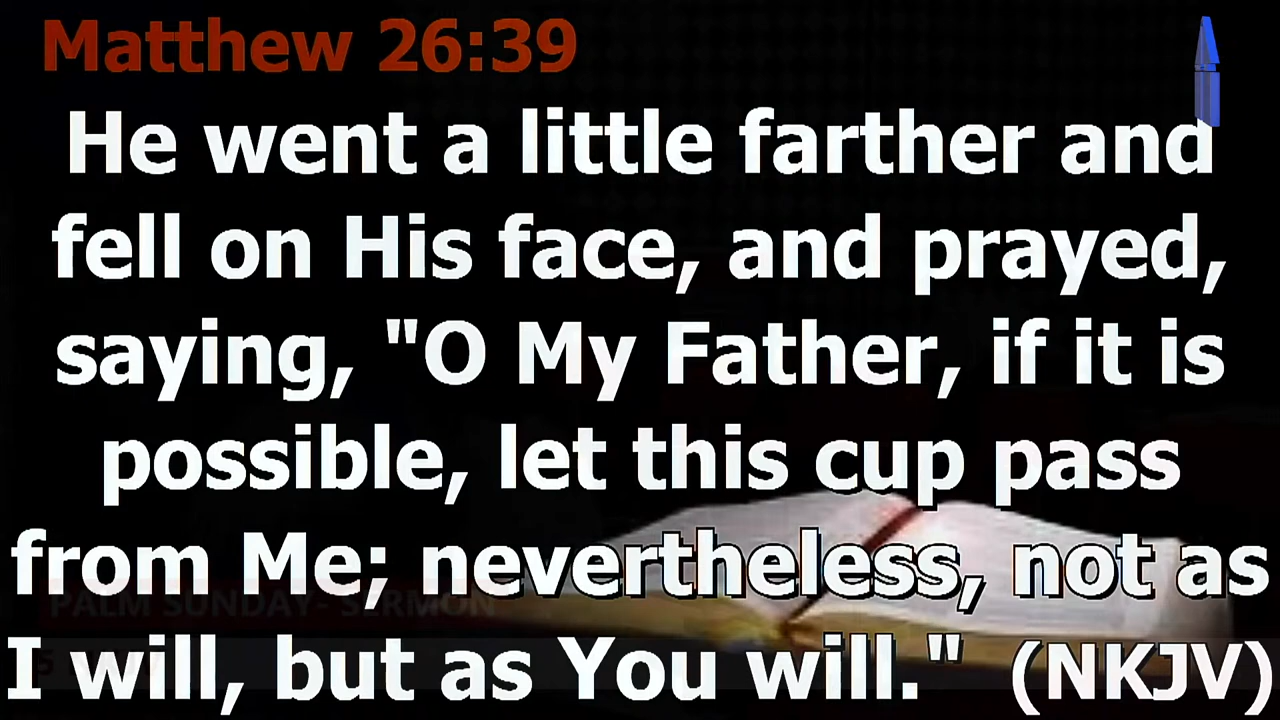 Matthew 26:39
He went a little farther and
fell on His face, and prayed,
saying, "O My Father, if it is
possible, let this cup pass
from Me; nevertheless, not as
PALM SUNDAY- SERMON
I will, but as You will." (NKJV)